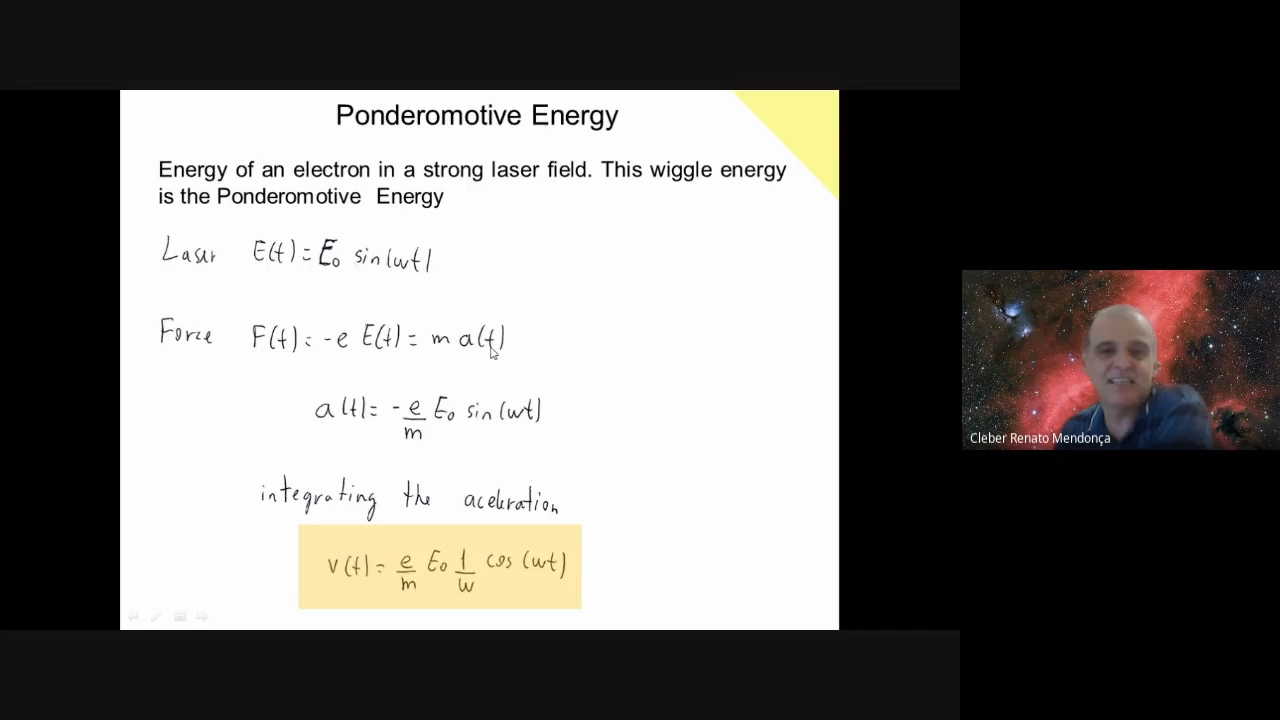 Ponderomotive Energy
Energy of an electron in a strong laser field. This wiggle energy
is the Ponderomotive Energy
Laser E(t) = E₀ sin(ωt)
Force F(t) = -e E(t) = m a(t)
a(t) = -e/m E₀ sin(ωt)
integrating the aceleration
v(t) = e/m E₀ 1/ω cos(ωt)
Cleber Renato Mendonça